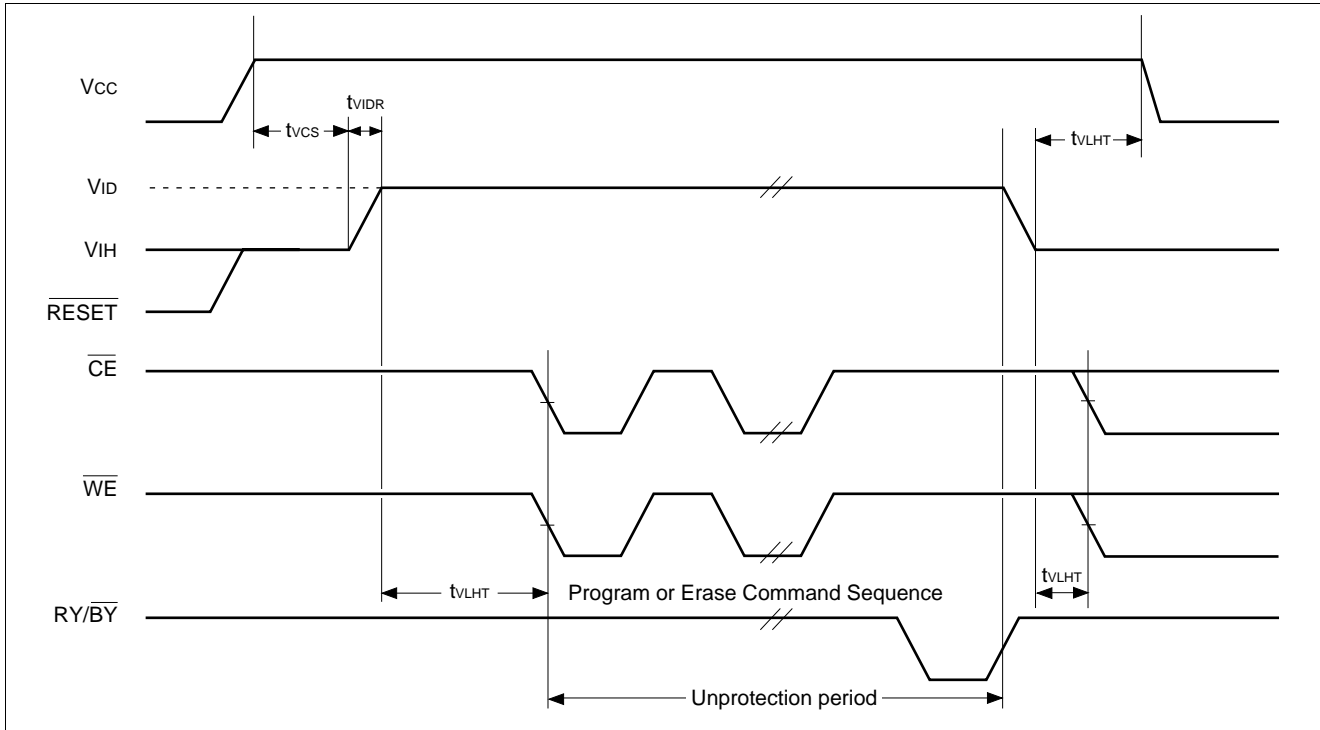 VCC
tVIDR
tVCS
tVLHT
VID
VIH
RESET
CE
WE
tVLHT
Program or Erase Command Sequence
tVLHT
RY/BY
Unprotection period